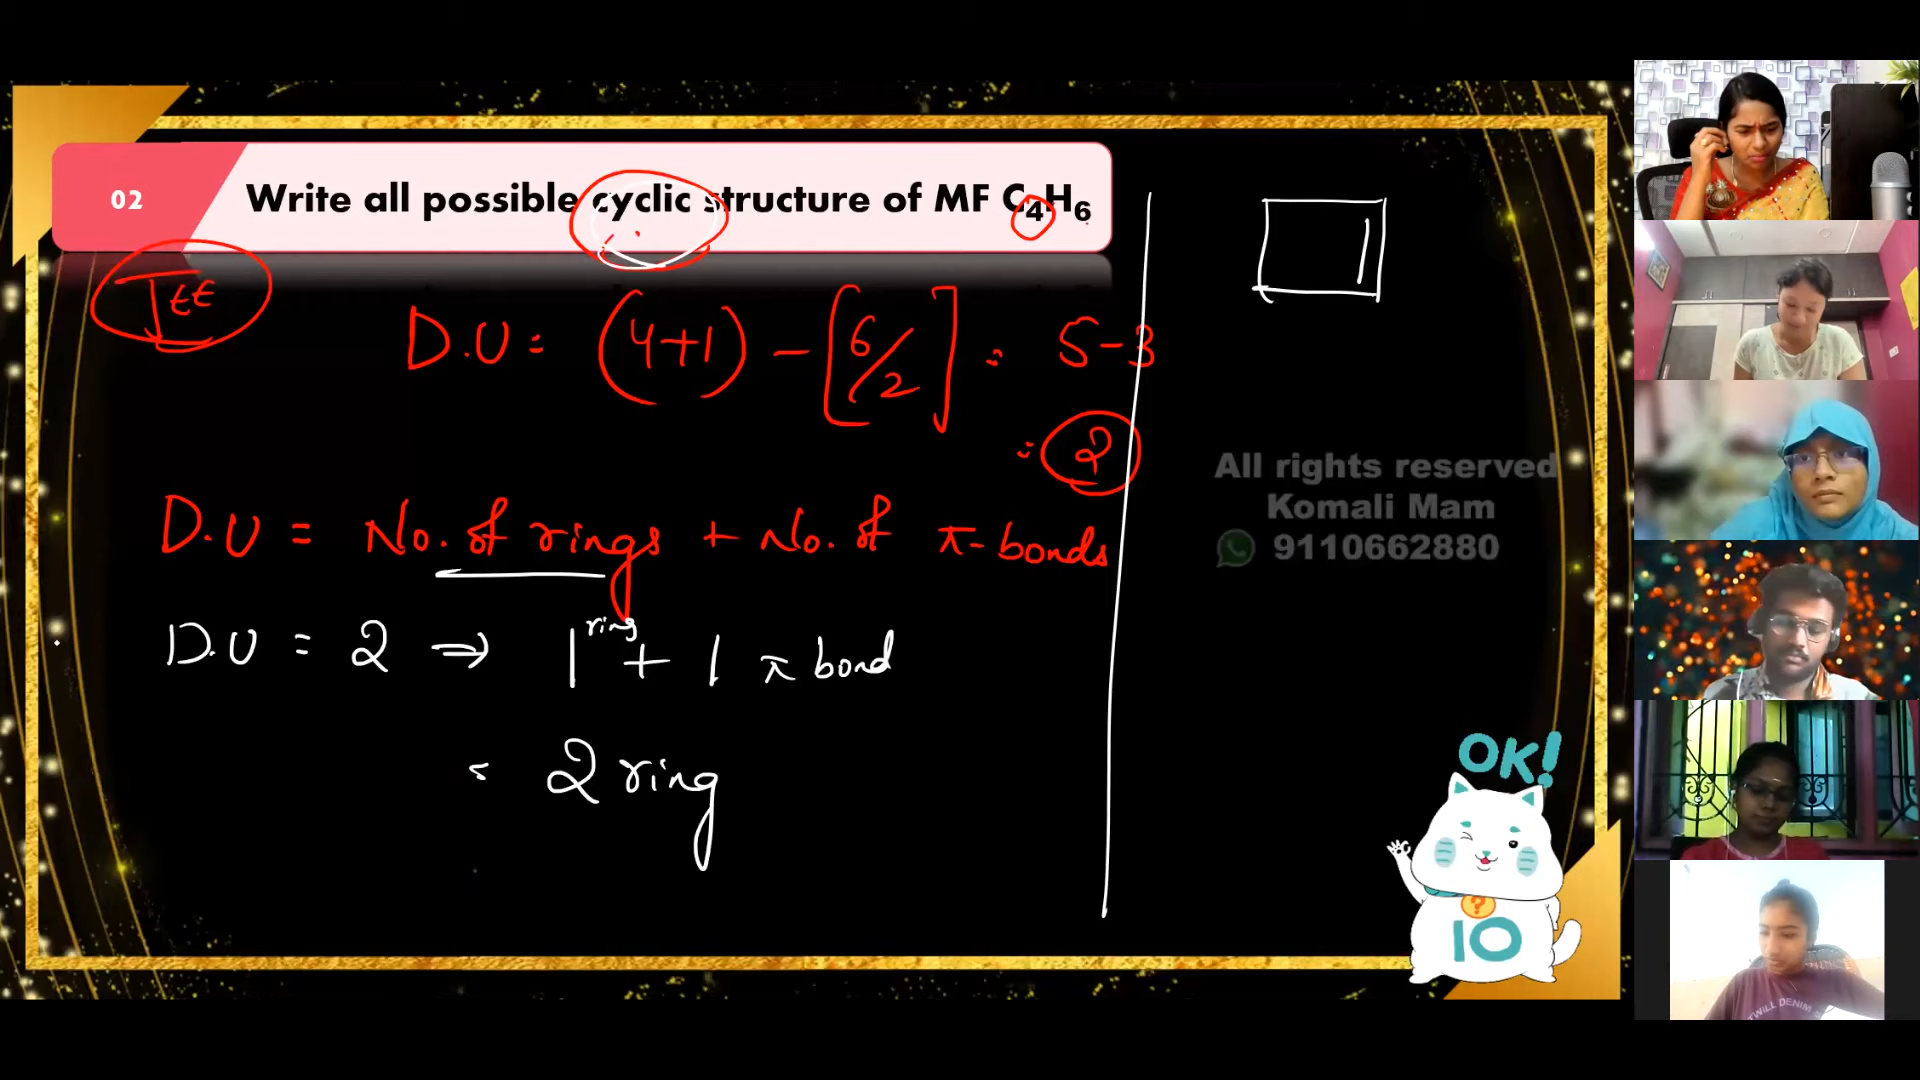 02
Write all possible cyclic structure of MF C₄H₆
JEE
D.U = (4+1) - [6/2] = 5-3
= 2
D.U = No. of rings + No. of π-bonds
D.U = 2 ⇒ 1 ring + 1 π bond
= 2 ring
All rights reserved
Komali Mam
9110662880
OK!
?
10
TWILL DENIM